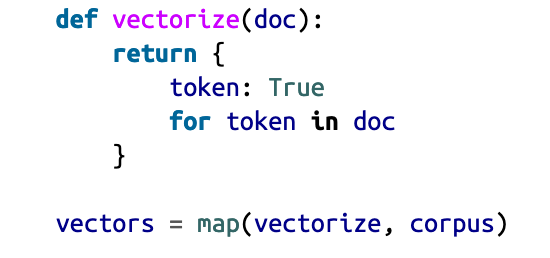 def vectorize(doc):
    return {
        token: True
        for token in doc
    }

vectors = map(vectorize, corpus)